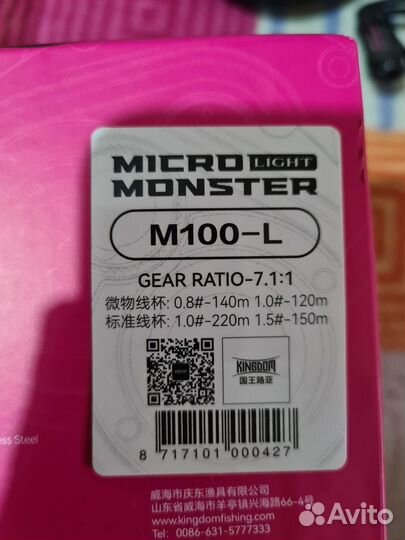 MICRO LIGHT
MONSTER
M100-L
GEAR RATIO-7.1:1
微物线杯: 0.8#-140m 1.0#-120m
标准线杯: 1.0#-220m 1.5#-150m
KINGDOM
国王路亚
8 717101 000427
ess Steel
威海市庆东渔具有限公司
山东省威海市羊亭镇兴海路66-4号
www.kingdomfishing.com
Tel: 0086-631-5777333
Avito